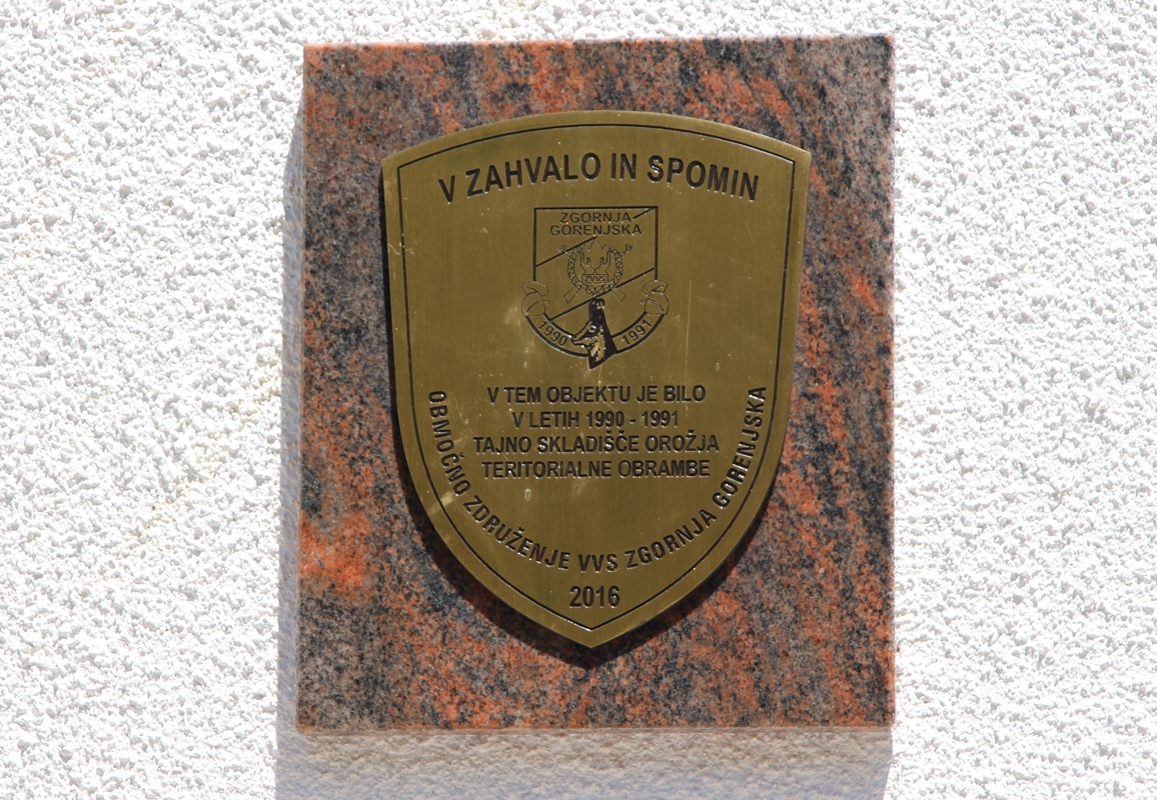 V ZAHVALO IN SPOMIN
ZGORNJA
GORENJSKA
1990 1991
V TEM OBJEKTU JE BILO
V LETIH 1990 - 1991
TAJNO SKLADIŠČE OROŽJA
TERITORIALNE OBRAMBE
OBMOČNO ZDRUŽENJE VVS ZGORNJA GORENJSKA
2016